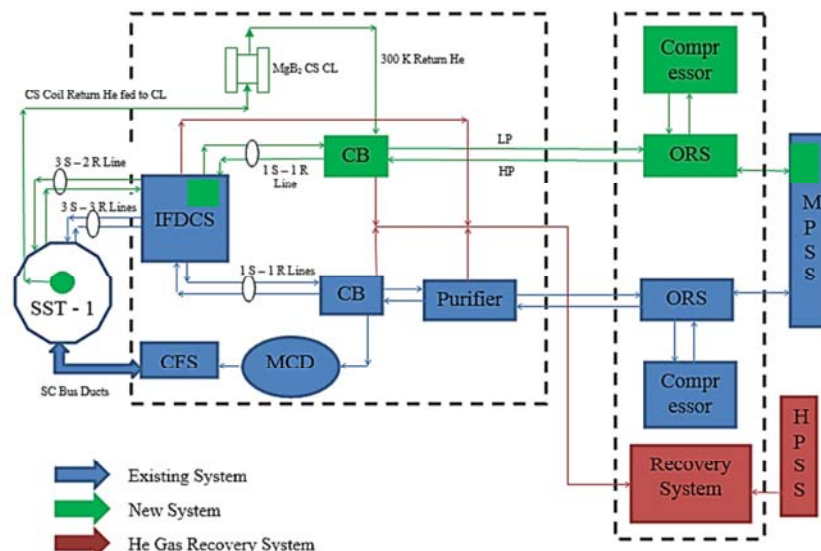 Compr
essor
MgB₂ CS CL
300 K Return He
CS Coil Return He fed to CL
LP
3 S – 2 R Line
CB
ORS
1 S – 1 R
Line
HP
3 S – 3 R Lines
IFDCS
M
P
S
S
1 S – 1 R Lines
SST - 1
CB
Purifier
ORS
CFS
MCD
Compr
essor
SC Bus Ducts
H
P
S
S
Recovery
System
Existing System
New System
He Gas Recovery System